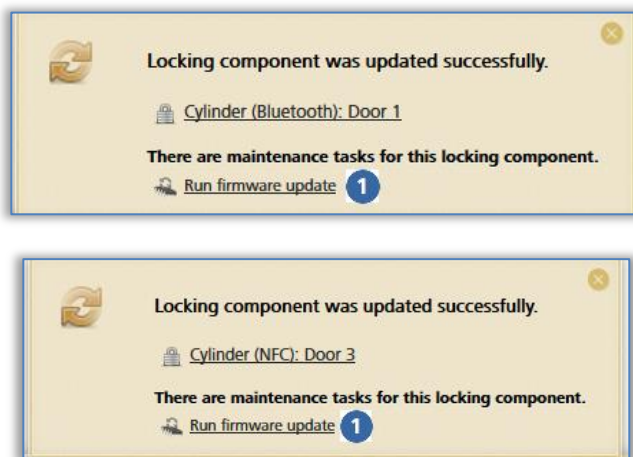 Locking component was updated successfully.
Cylinder (Bluetooth): Door 1
There are maintenance tasks for this locking component.
Run firmware update 1
Locking component was updated successfully.
Cylinder (NFC): Door 3
There are maintenance tasks for this locking component.
Run firmware update 1